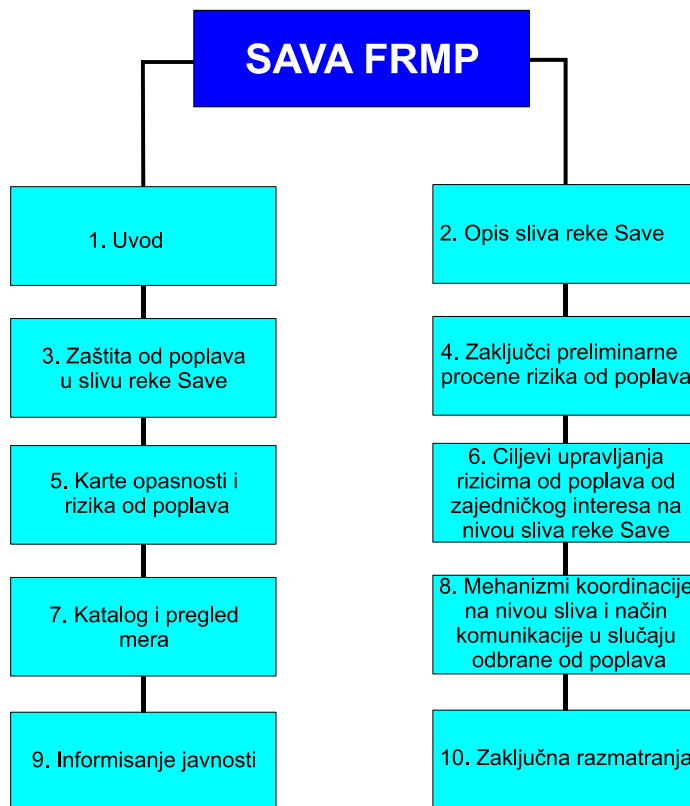 SAVA FRMP
1. Uvod
2. Opis sliva reke Save
3. Zaštita od poplava
u slivu reke Save
4. Zaključci preliminarne
procene rizika od poplava
5. Karte opasnosti i
rizika od poplava
6. Ciljevi upravljanja
rizicima od poplava od
zajedničkog interesa na
nivou sliva reke Save
7. Katalog i pregled
mera
8. Mehanizmi koordinacije
na nivou sliva i način
komunikacije u slučaju
odbrane od poplava
9. Informisanje javnosti
10. Zaključna razmatranja